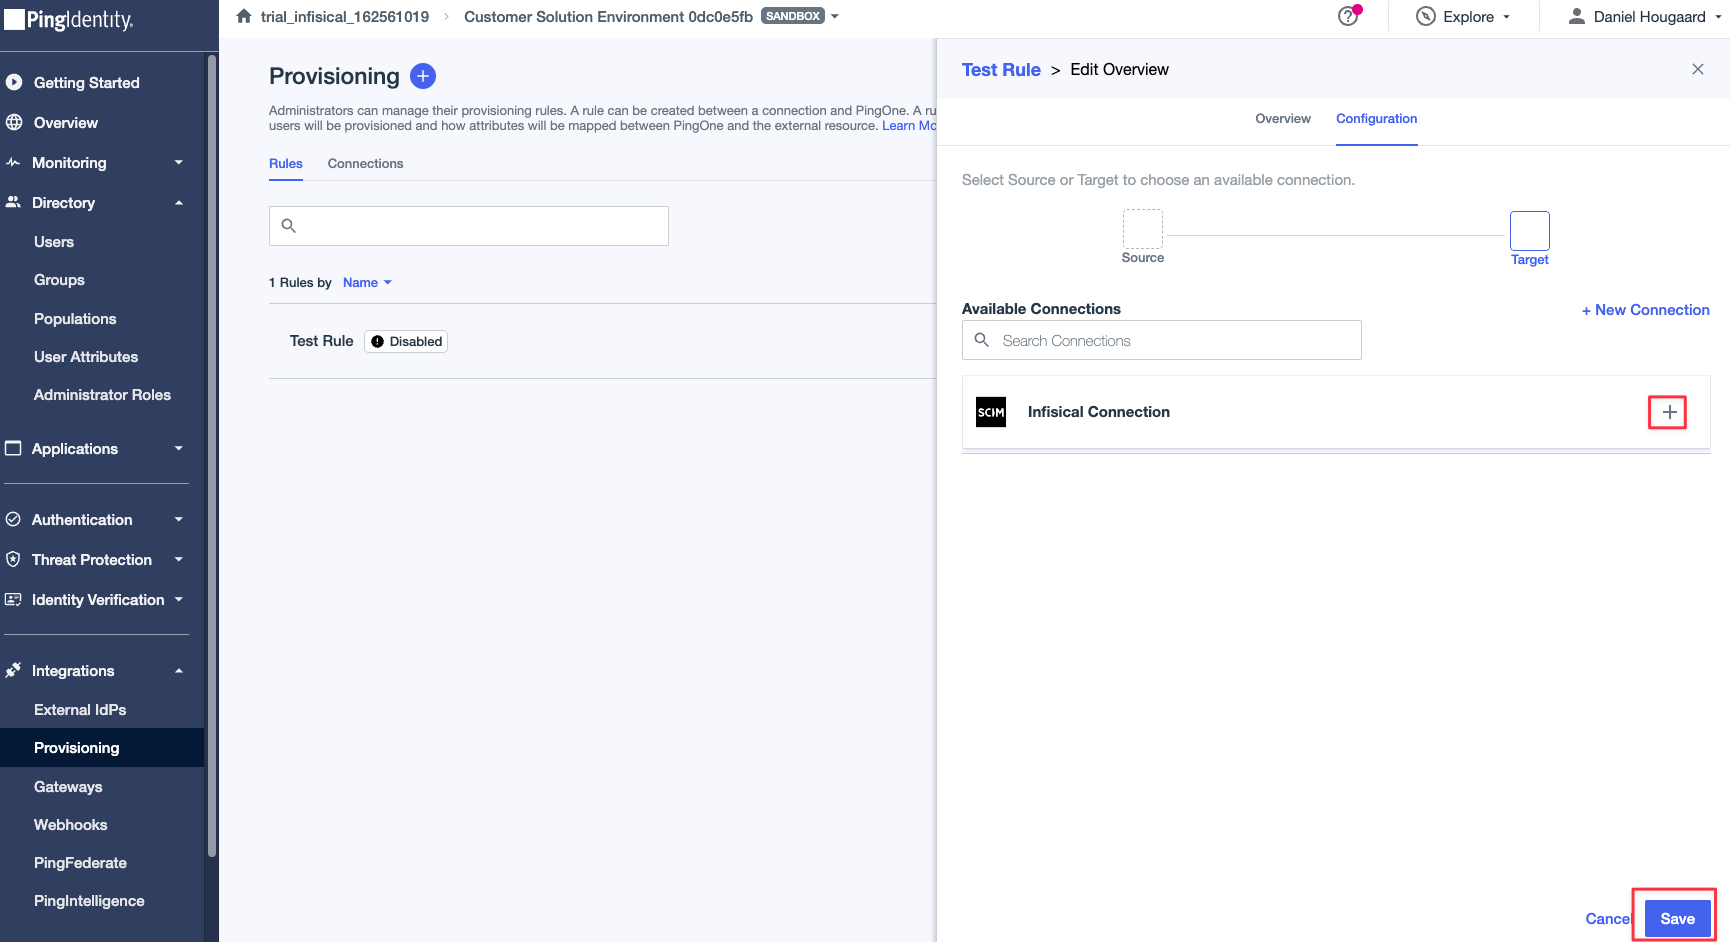 PingIdentity.
trial_infisical_162561019 > Customer Solution Environment 0dc0e5fb SANDBOX
Explore
Daniel Hougaard
Getting Started
Overview
Monitoring
Directory
Users
Groups
Populations
User Attributes
Administrator Roles
Applications
Authentication
Threat Protection
Identity Verification
Integrations
External IdPs
Provisioning
Gateways
Webhooks
PingFederate
PingIntelligence
Provisioning
Administrators can manage their provisioning rules. A rule can be created between a connection and PingOne. A ru
users will be provisioned and how attributes will be mapped between PingOne and the external resource. Learn Mo
Rules Connections
1 Rules by Name
Test Rule Disabled
Test Rule > Edit Overview
Overview Configuration
Select Source or Target to choose an available connection.
Source
Target
Available Connections
+ New Connection
Search Connections
SCIM Infisical Connection
Cancel Save